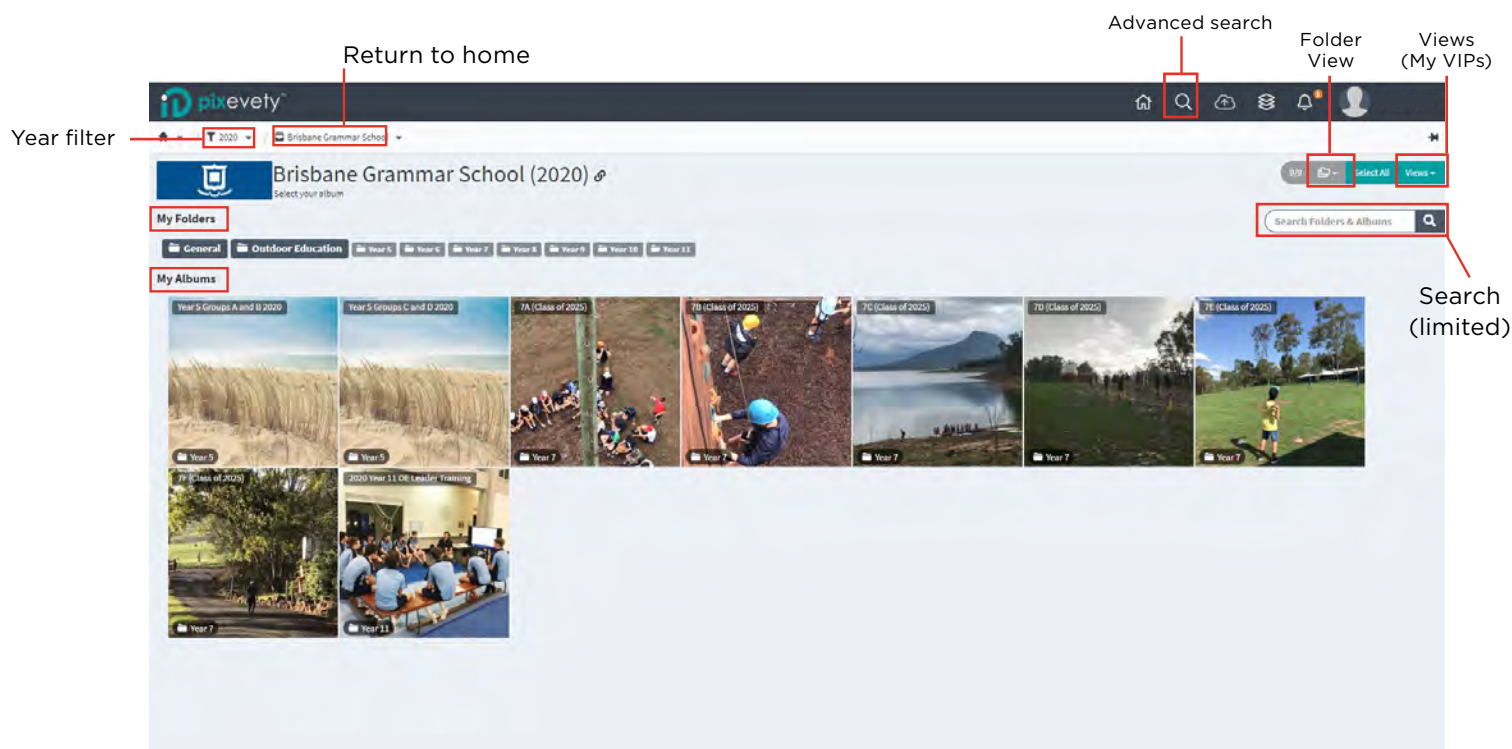 Advanced search
Return to home
Folder
View
Views
(My VIPs)
pixevety
Year filter
2020
Brisbane Grammar School
Brisbane Grammar School (2020)
Select your album
0/9
Select All
Views
My Folders
Search Folders & Albums
General
Outdoor Education
Year 5
Year 6
Year 7
Year 8
Year 9
Year 10
Year 11
My Albums
Year 5 Groups A and B 2020
Year 5 Groups C and D 2020
7A (Class of 2025)
7B (Class of 2025)
7C (Class of 2025)
7D (Class of 2025)
7E (Class of 2025)
Search
(limited)
Year 5
Year 5
Year 7
Year 7
Year 7
Year 7
Year 7
7F (Class of 2025)
2020 Year 11 OE Leader Training
Year 7
Year 11